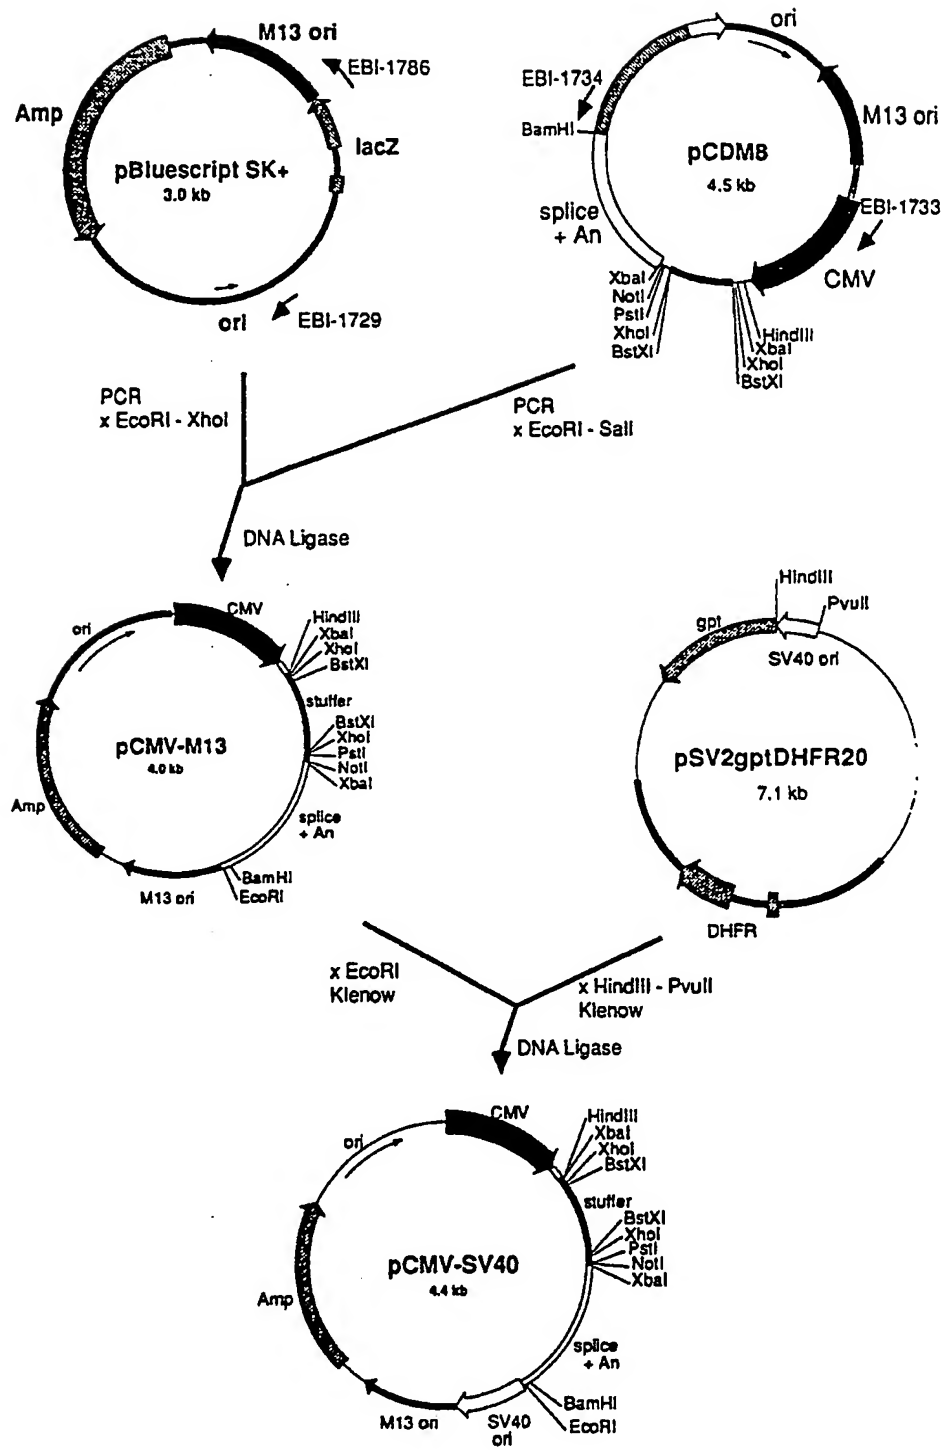 M13 ori
EBI-1786
Amp
lacZ
pBluescript SK+
3.0 kb
ori
EBI-1729
ori
EBI-1734
BamHI
M13 ori
pCDM8
4.5 kb
splice
+ An
EBI-1733
CMV
XbaI
NotI
PstI
XhoI
BstXI
HindIII
XbaI
XhoI
BstXI
PCR
x EcoRI - XhoI
PCR
x EcoRI - SalI
DNA Ligase
CMV
ori
HindIII
XbaI
XhoI
BstXI
stuffer
BstXI
XhoI
PstI
NotI
XbaI
pCMV-M13
4.0 kb
Amp
splice
+ An
BamHI
EcoRI
M13 ori
HindIII
PvuII
gpt
SV40 ori
pSV2gptDHFR20
7.1 kb
DHFR
x EcoRI
Klenow
x HindIII - PvuII
Klenow
DNA Ligase
CMV
ori
HindIII
XbaI
XhoI
BstXI
stuffer
BstXI
XhoI
PstI
NotI
XbaI
pCMV-SV40
4.4 kb
Amp
splice
+ An
BamHI
EcoRI
M13 ori
SV40
ori